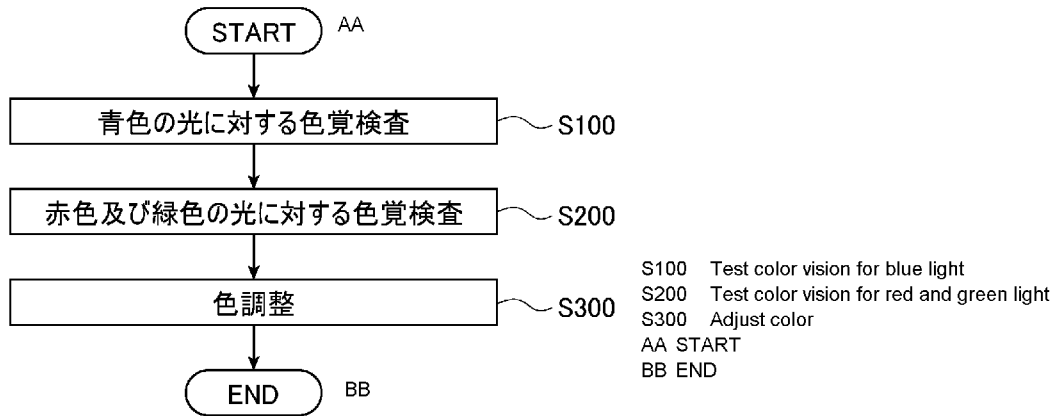 START AA
青色の光に対する色覚検査 S100
赤色及び緑色の光に対する色覚検査 S200
色調整 S300
END BB
S100 Test color vision for blue light
S200 Test color vision for red and green light
S300 Adjust color
AA START
BB END